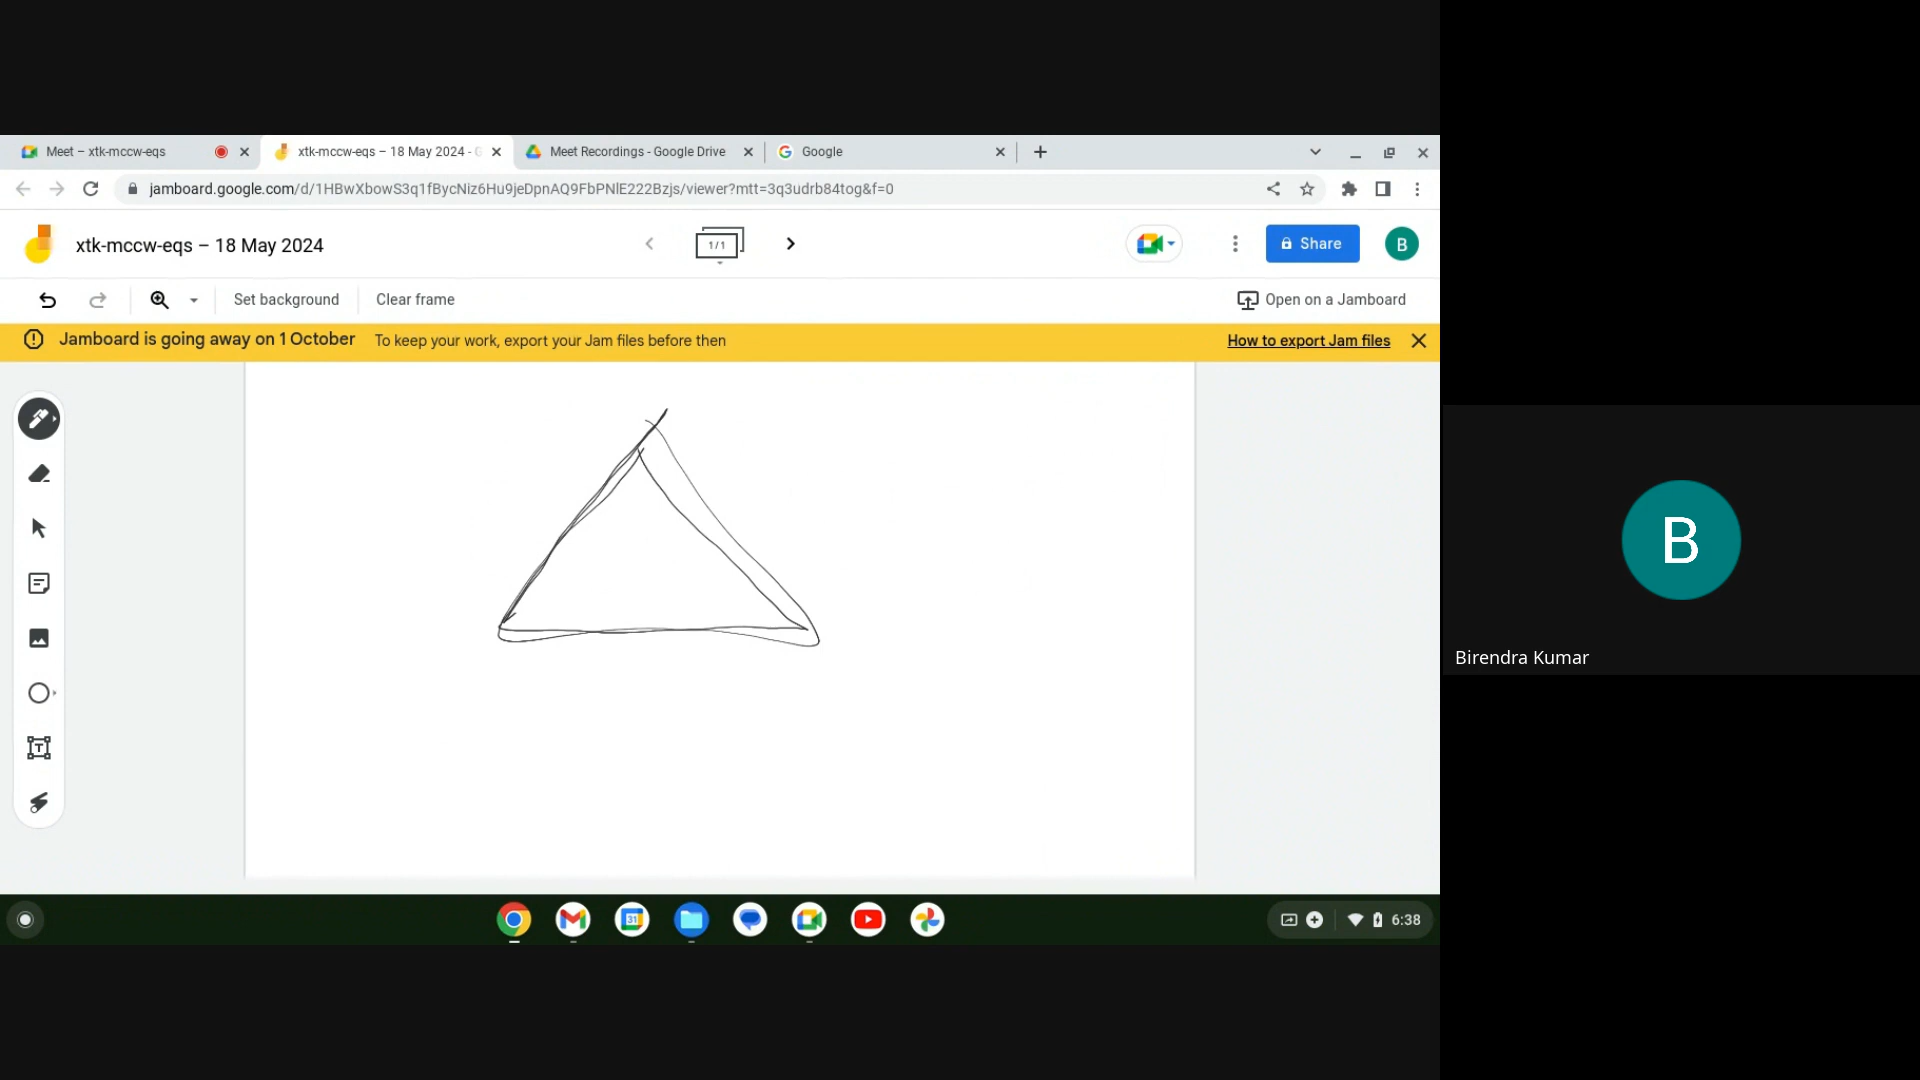 Meet – xtk-mccw-eqs
xtk-mccw-eqs – 18 May 2024 - G
Meet Recordings - Google Drive
Google
jamboard.google.com/d/1HBwXbowS3q1fBycNiz6Hu9jeDpnAQ9FbPNlE222Bzjs/viewer?mtt=3q3udrb84tog&f=0
xtk-mccw-eqs – 18 May 2024
1/1
Share
B
Set background
Clear frame
Open on a Jamboard
Jamboard is going away on 1 October
To keep your work, export your Jam files before then
How to export Jam files
T
B
Birendra Kumar
31
6:38